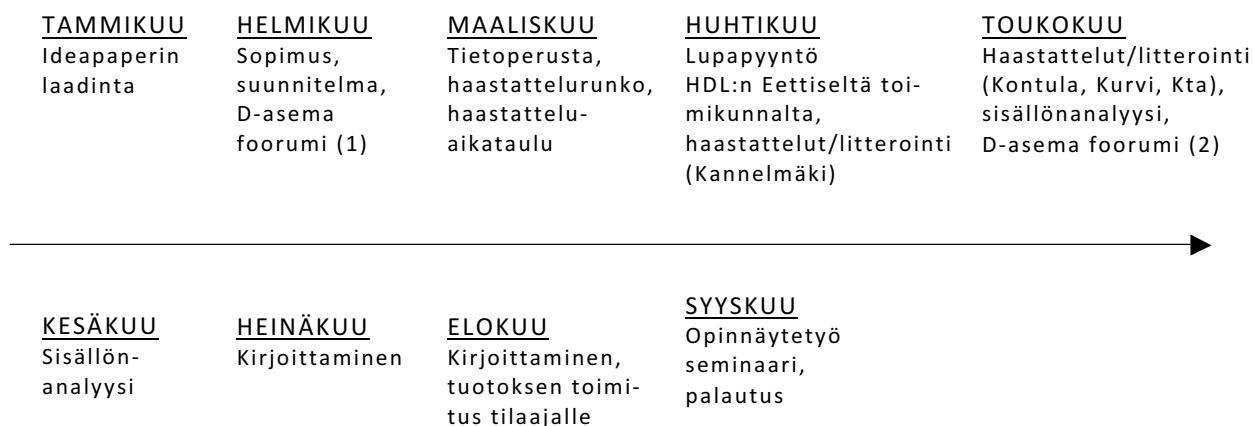 TAMMIKUU
Ideapaperin
laadinta
HELMIKUU
Sopimus,
suunnitelma,
D-asema
foorumi (1)
MAALISKUU
Tietoperusta,
haastattelurunko,
haastattelu-
aikataulu
HUHTIKUU
Lupapyyntö
HDL:n Eettiseltä toi-
mikunnalta,
haastattelut/litterointi
(Kannelmäki)
TOUKOKUU
Haastattelut/litterointi
(Kontula, Kurvi, Kta),
sisällönanalyysi,
D-asema foorumi (2)
KESÄKUU
Sisällön-
analyysi
HEINÄKUU
Kirjoittaminen
ELOKUU
Kirjoittaminen,
tuotoksen toimi-
tus tilaajalle
SYYSKUU
Opinnäytetyö
seminaari,
palautus